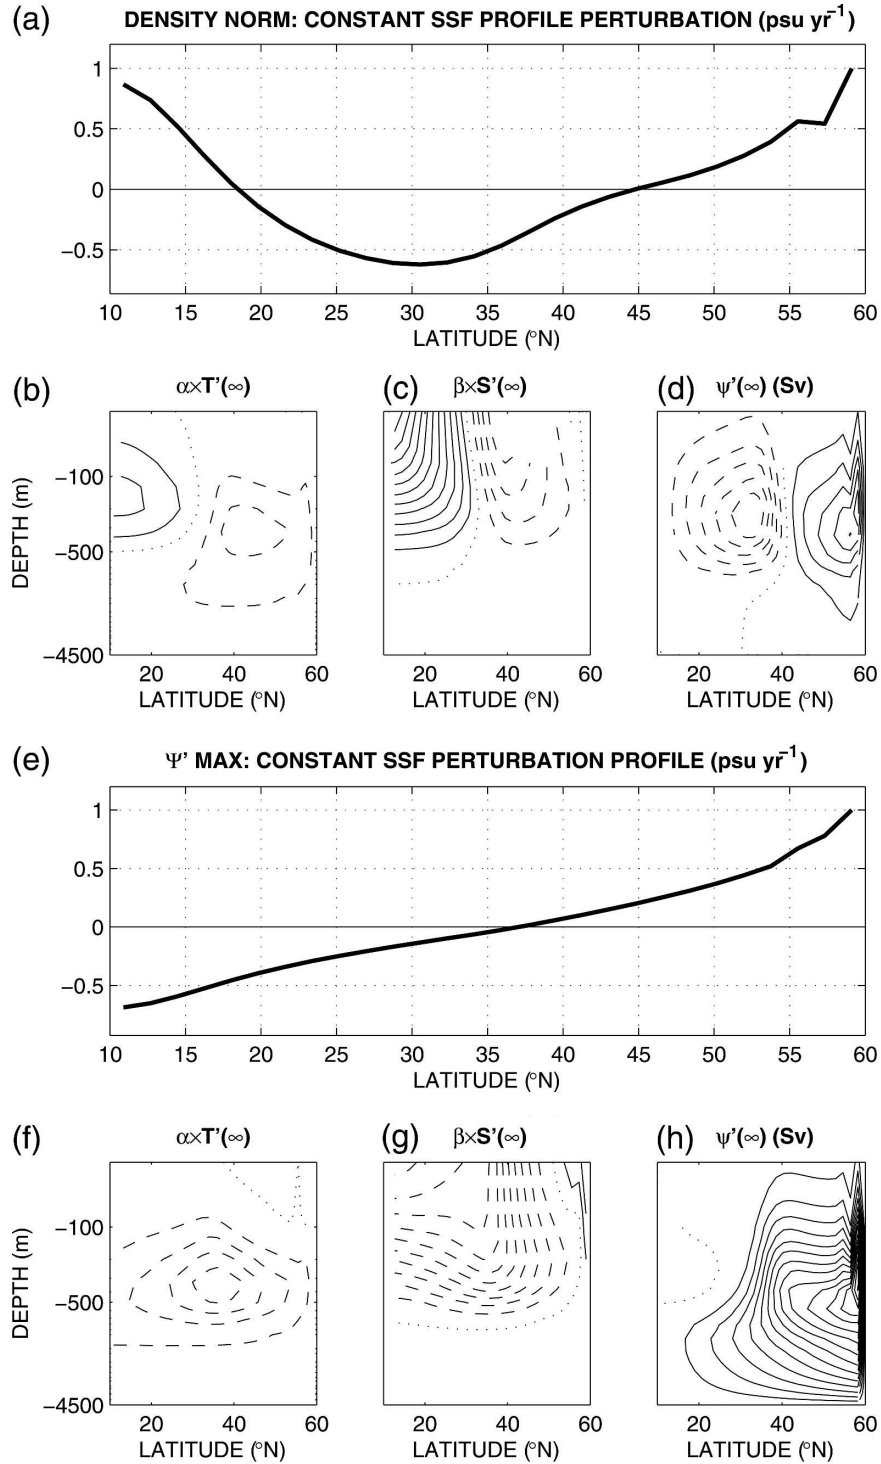 (a) DENSITY NORM: CONSTANT SSF PROFILE PERTURBATION (psu yr⁻¹)
1
0.5
0
−0.5
10 15 20 25 30 35 40 45 50 55 60
LATITUDE (°N)
(b) α×T'(∞) (c) β×S'(∞) (d) ψ'(∞) (Sv)
−100
−500
−4500
DEPTH (m)
20 40 60 20 40 60 20 40 60
LATITUDE (°N) LATITUDE (°N) LATITUDE (°N)
(e) Ψ' MAX: CONSTANT SSF PERTURBATION PROFILE (psu yr⁻¹)
1
0.5
0
−0.5
10 15 20 25 30 35 40 45 50 55 60
LATITUDE (°N)
(f) α×T'(∞) (g) β×S'(∞) (h) ψ'(∞) (Sv)
−100
−500
−4500
DEPTH (m)
20 40 60 20 40 60 20 40 60
LATITUDE (°N) LATITUDE (°N) LATITUDE (°N)